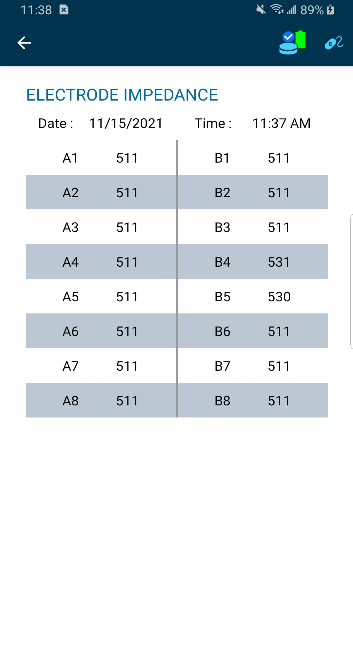 11:38 89%
ELECTRODE IMPEDANCE
Date : 11/15/2021 Time : 11:37 AM
A1 511 B1 511
A2 511 B2 511
A3 511 B3 511
A4 511 B4 531
A5 511 B5 530
A6 511 B6 511
A7 511 B7 511
A8 511 B8 511